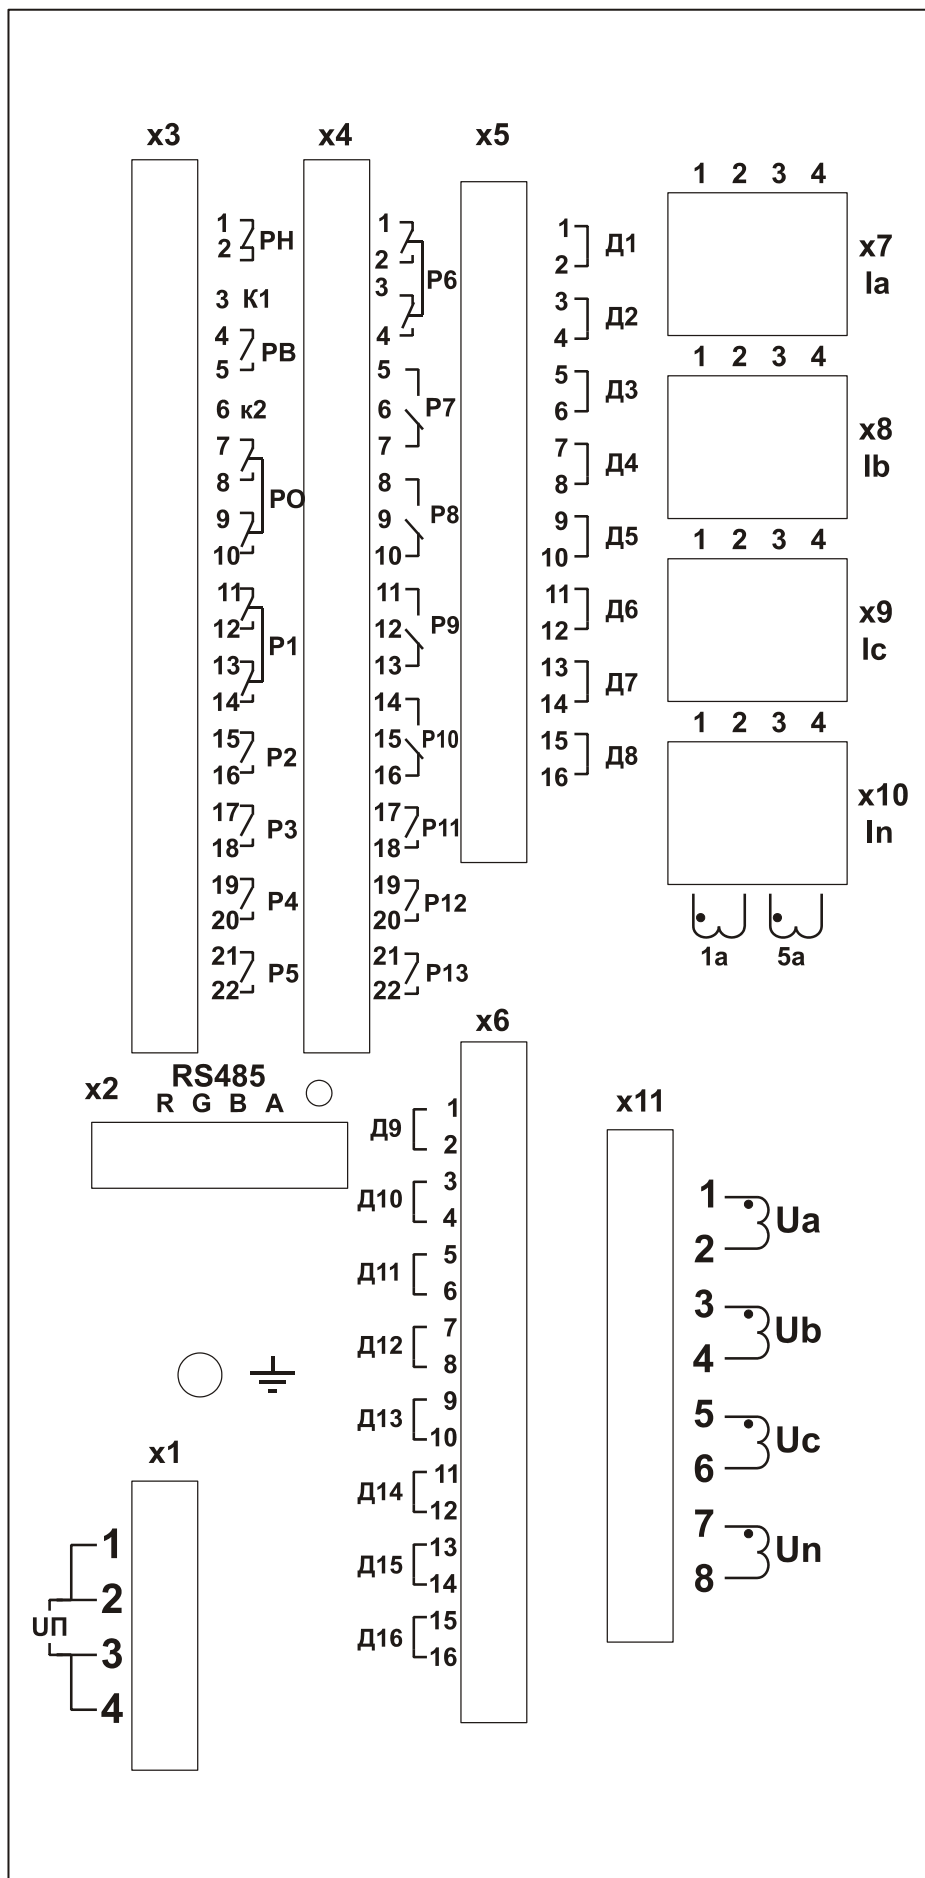 x3
1
2 РН
3 К1
4
5 РВ
6 к2
7
8
9
10 РО
11
12
13
14 Р1
15
16 Р2
17
18 Р3
19
20 Р4
21
22 Р5
x4
1
2
3
4 Р6
5
6
7 Р7
8
9
10 Р8
11
12
13 Р9
14
15
16 Р10
17
18 Р11
19
20 Р12
21
22 Р13
x5
1
2 Д1
3
4 Д2
5
6 Д3
7
8 Д4
9
10 Д5
11
12 Д6
13
14 Д7
15
16 Д8
1 2 3 4
x7
Ia
1 2 3 4
x8
Ib
1 2 3 4
x9
Ic
1 2 3 4
x10
In
1a 5a
x2
RS485
R G B A
x6
Д9 1
2
Д10 3
4
Д11 5
6
Д12 7
8
Д13 9
10
Д14 11
12
Д15 13
14
Д16 15
16
x11
1
2 Ua
3
4 Ub
5
6 Uc
7
8 Un
x1
1
2
Uп
3
4